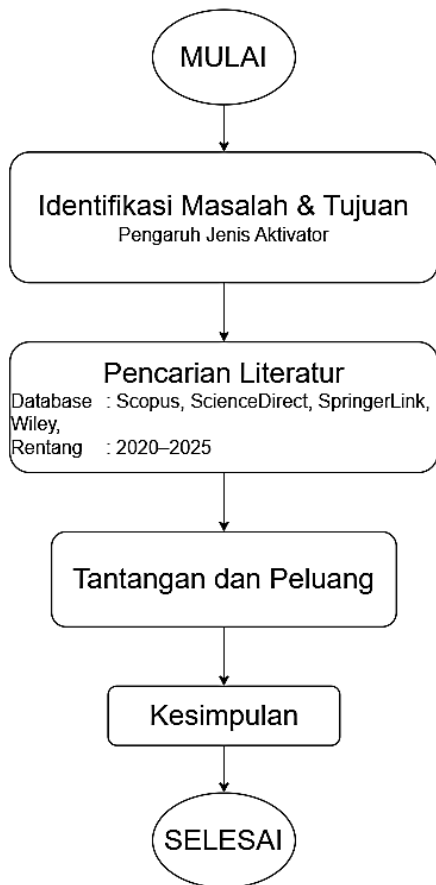 MULAI
Identifikasi Masalah & Tujuan
Pengaruh Jenis Aktivator
Pencarian Literatur
Database : Scopus, ScienceDirect, SpringerLink,
Wiley,
Rentang : 2020–2025
Tantangan dan Peluang
Kesimpulan
SELESAI